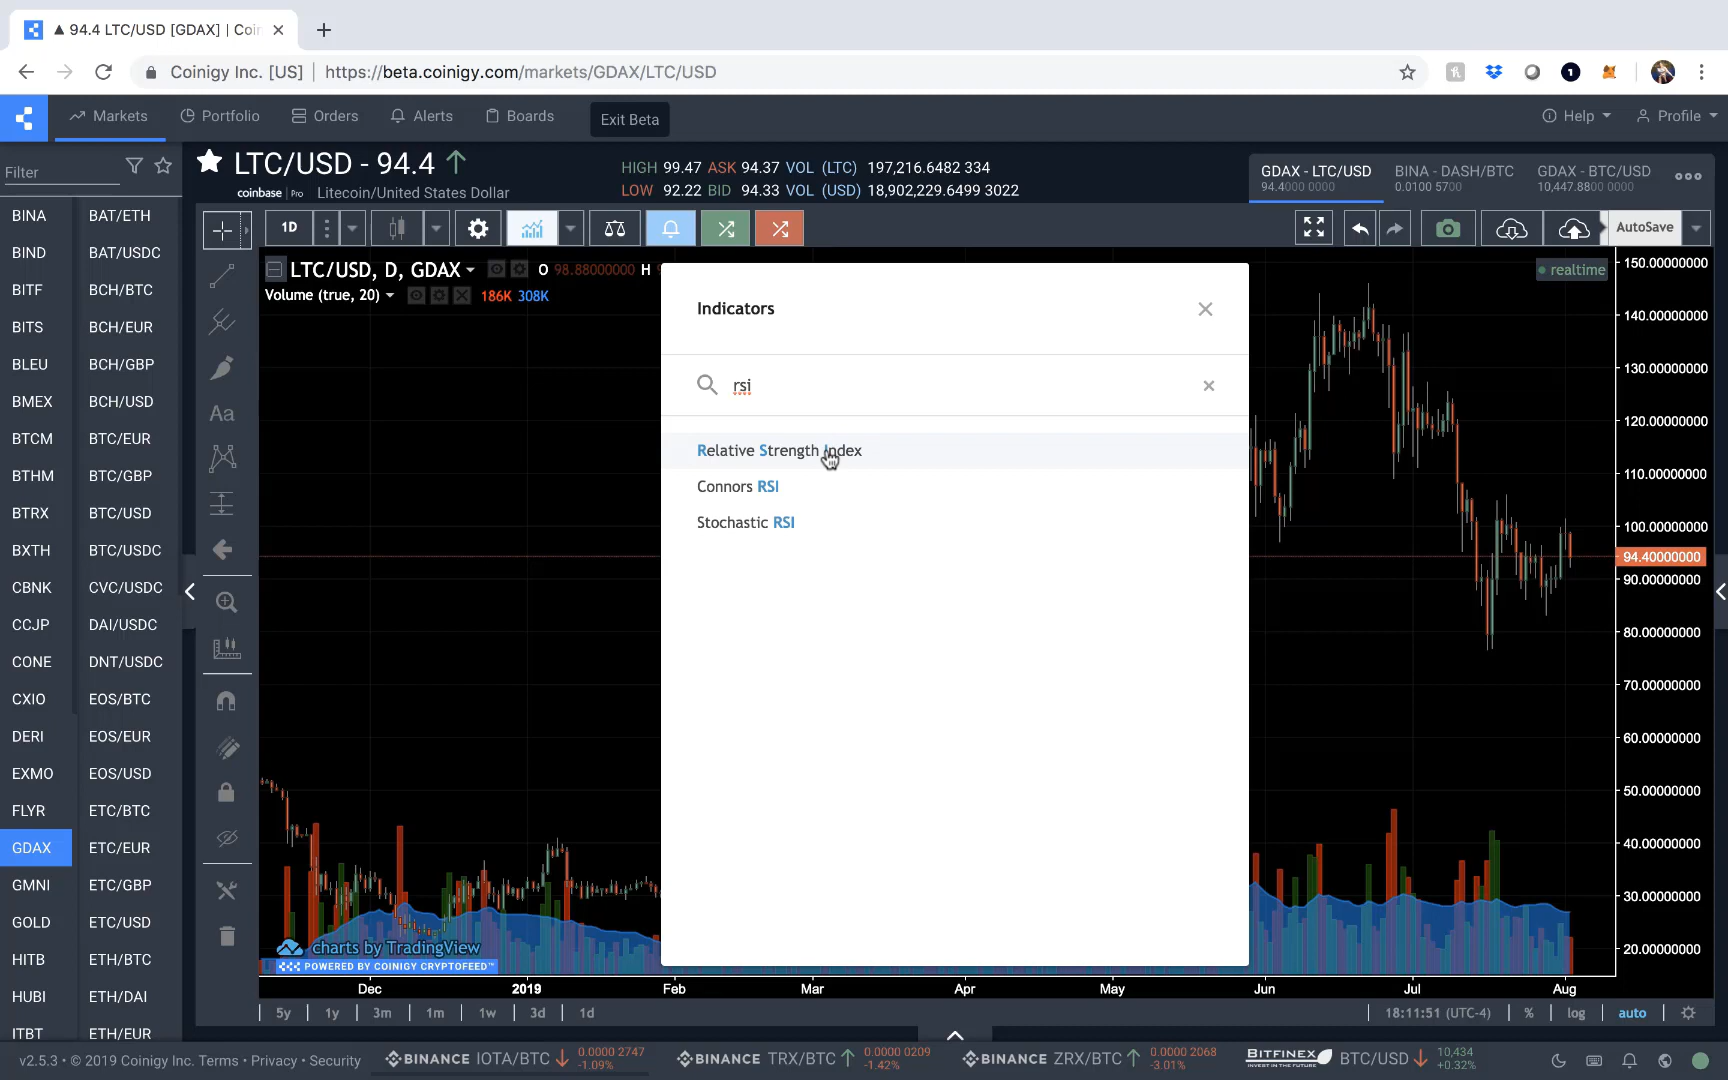 ▲ 94.4 LTC/USD [GDAX] | Coin
Coinigy Inc. [US] | https://beta.coinigy.com/markets/GDAX/LTC/USD
Markets Portfolio Orders Alerts Boards Exit Beta Help Profile
Filter
LTC/USD - 94.4
coinbase | Pro Litecoin/United States Dollar
HIGH 99.47 ASK 94.37 VOL (LTC) 197,216.6482 334
LOW 92.22 BID 94.33 VOL (USD) 18,902,229.6499 3022
GDAX - LTC/USD BINA - DASH/BTC GDAX - BTC/USD
94.4000 0000 0.0100 5700 10,447.8800 0000
1D AutoSave
LTC/USD, D, GDAX O 98.88000000 H
Volume (true, 20) 186K 308K
realtime
Indicators
rsi
Relative Strength Index
Connors RSI
Stochastic RSI
BINA BAT/ETH
BIND BAT/USDC
BITF BCH/BTC
BITS BCH/EUR
BLEU BCH/GBP
BMEX BCH/USD
BTCM BTC/EUR
BTHM BTC/GBP
BTRX BTC/USD
BXTH BTC/USDC
CBNK CVC/USDC
CCJP DAI/USDC
CONE DNT/USDC
CXIO EOS/BTC
DERI EOS/EUR
EXMO EOS/USD
FLYR ETC/BTC
GDAX ETC/EUR
GMNI ETC/GBP
GOLD ETC/USD
HITB ETH/BTC
HUBI ETH/DAI
ITBT ETH/EUR
Aa
150.00000000
140.00000000
130.00000000
120.00000000
110.00000000
100.00000000
94.40000000
90.00000000
80.00000000
70.00000000
60.00000000
50.00000000
40.00000000
30.00000000
20.00000000
charts by TradingView
POWERED BY COINIGY CRYPTOFEED™
Dec 2019 Feb Mar Apr May Jun Jul Aug
5y 1y 3m 1m 1w 3d 1d 18:11:51 (UTC-4) % log auto
v2.5.3 • © 2019 Coinigy Inc. Terms • Privacy • Security
BINANCE IOTA/BTC 0.0000 2747 -1.09%
BINANCE TRX/BTC 0.0000 0209 -1.42%
BINANCE ZRX/BTC 0.0000 2068 -3.01%
BITFINEX INVEST IN THE FUTURE BTC/USD 10,434 +0.32%